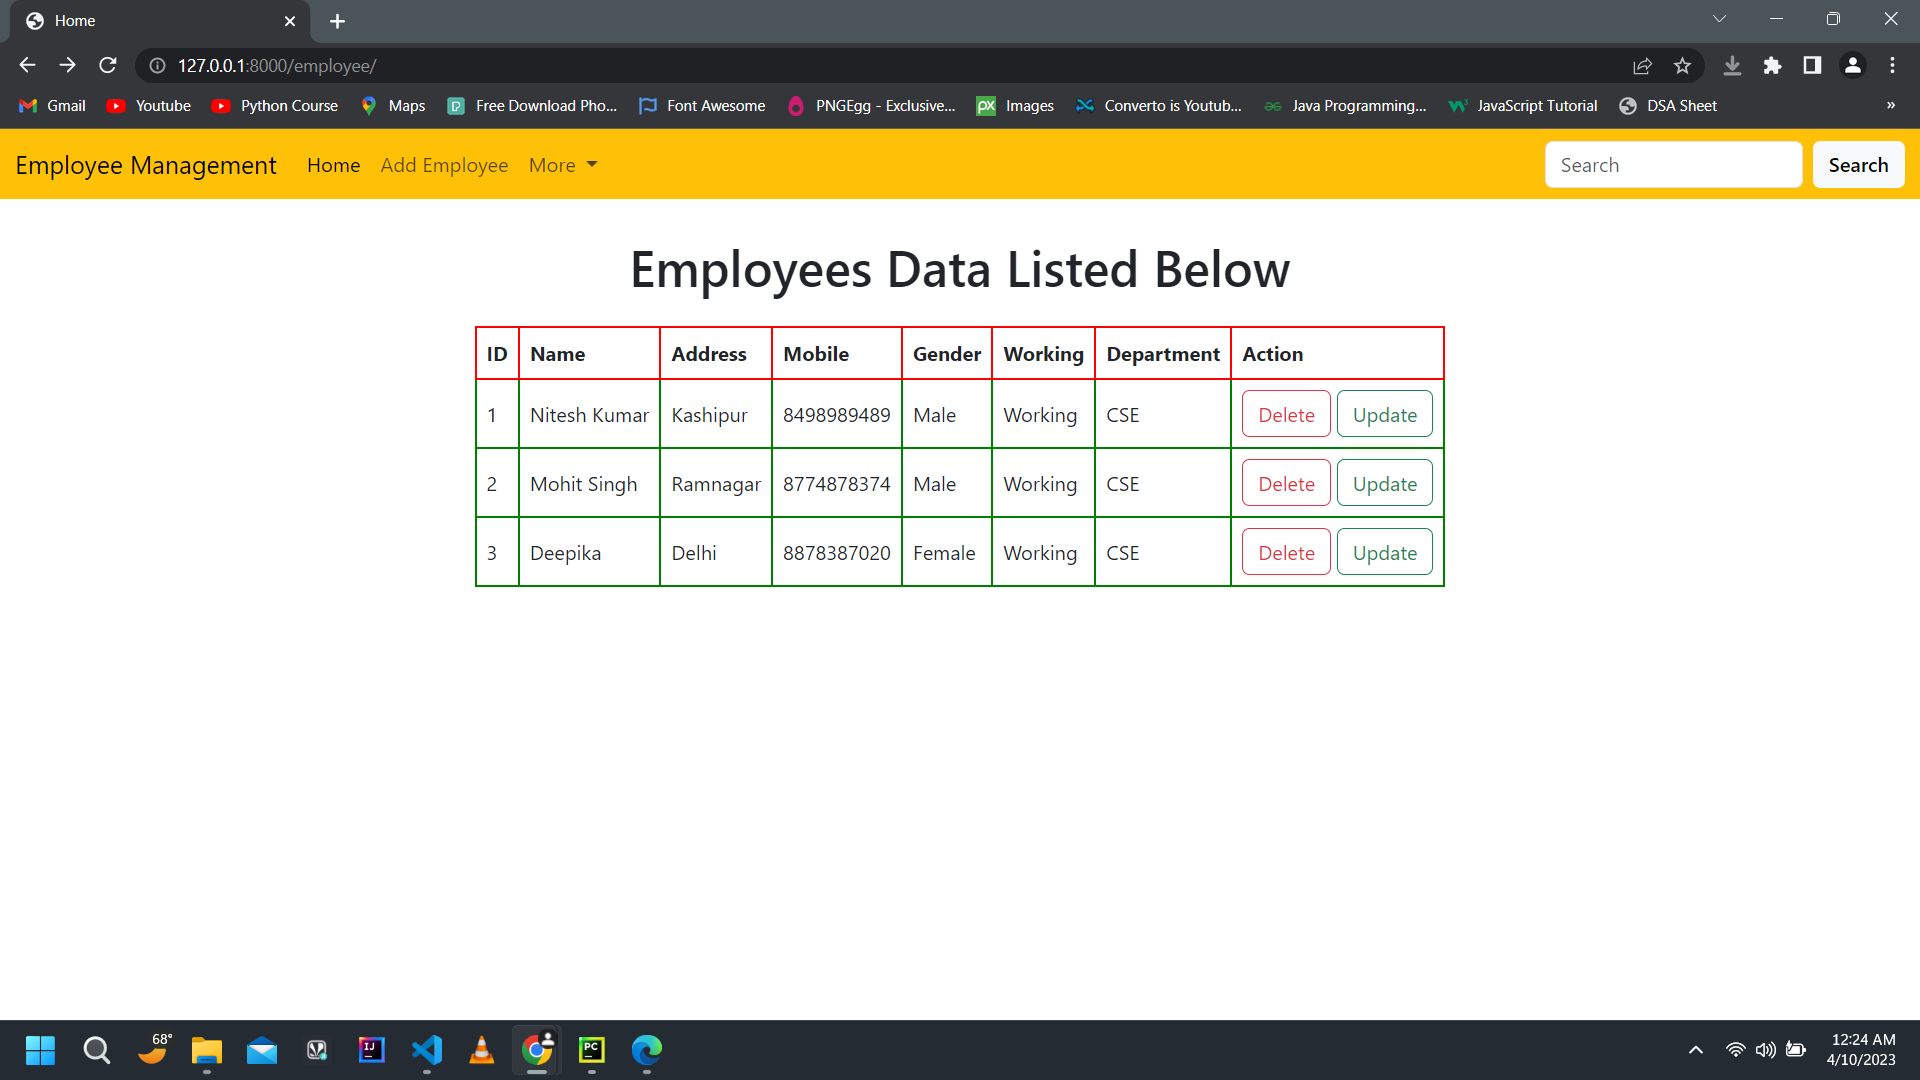 Home
127.0.0.1:8000/employee/
Gmail Youtube Python Course Maps Free Download Pho... Font Awesome PNGEgg - Exclusive... Images Converto is Youtub... Java Programming... JavaScript Tutorial DSA Sheet »
Employee Management Home Add Employee More Search Search
Employees Data Listed Below
ID Name Address Mobile Gender Working Department Action
1 Nitesh Kumar Kashipur 8498989489 Male Working CSE Delete Update
2 Mohit Singh Ramnagar 8774878374 Male Working CSE Delete Update
3 Deepika Delhi 8878387020 Female Working CSE Delete Update
68°
12:24 AM
4/10/2023